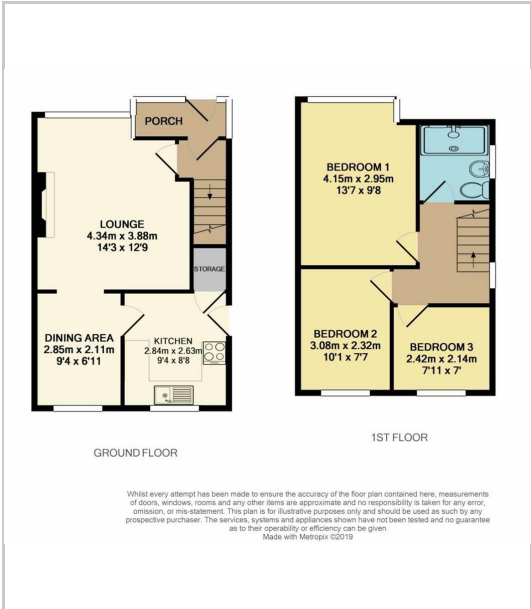 PORCH
LOUNGE
4.34m x 3.88m
14'3 x 12'9
STORAGE
DINING AREA
2.85m x 2.11m
9'4 x 6'11
KITCHEN
2.84m x 2.63m
9'4 x 8'8
GROUND FLOOR
BEDROOM 1
4.15m x 2.95m
13'7 x 9'8
BEDROOM 2
3.08m x 2.32m
10'1 x 7'7
BEDROOM 3
2.42m x 2.14m
7'11 x 7'
1ST FLOOR
Whilst every attempt has been made to ensure the accuracy of the floor plan contained here, measurements
of doors, windows, rooms and any other items are approximate and no responsibility is taken for any error,
omission, or mis-statement. This plan is for illustrative purposes only and should be used as such by any
prospective purchaser. The services, systems and appliances shown have not been tested and no guarantee
as to their operability or efficiency can be given
Made with Metropix ©2019